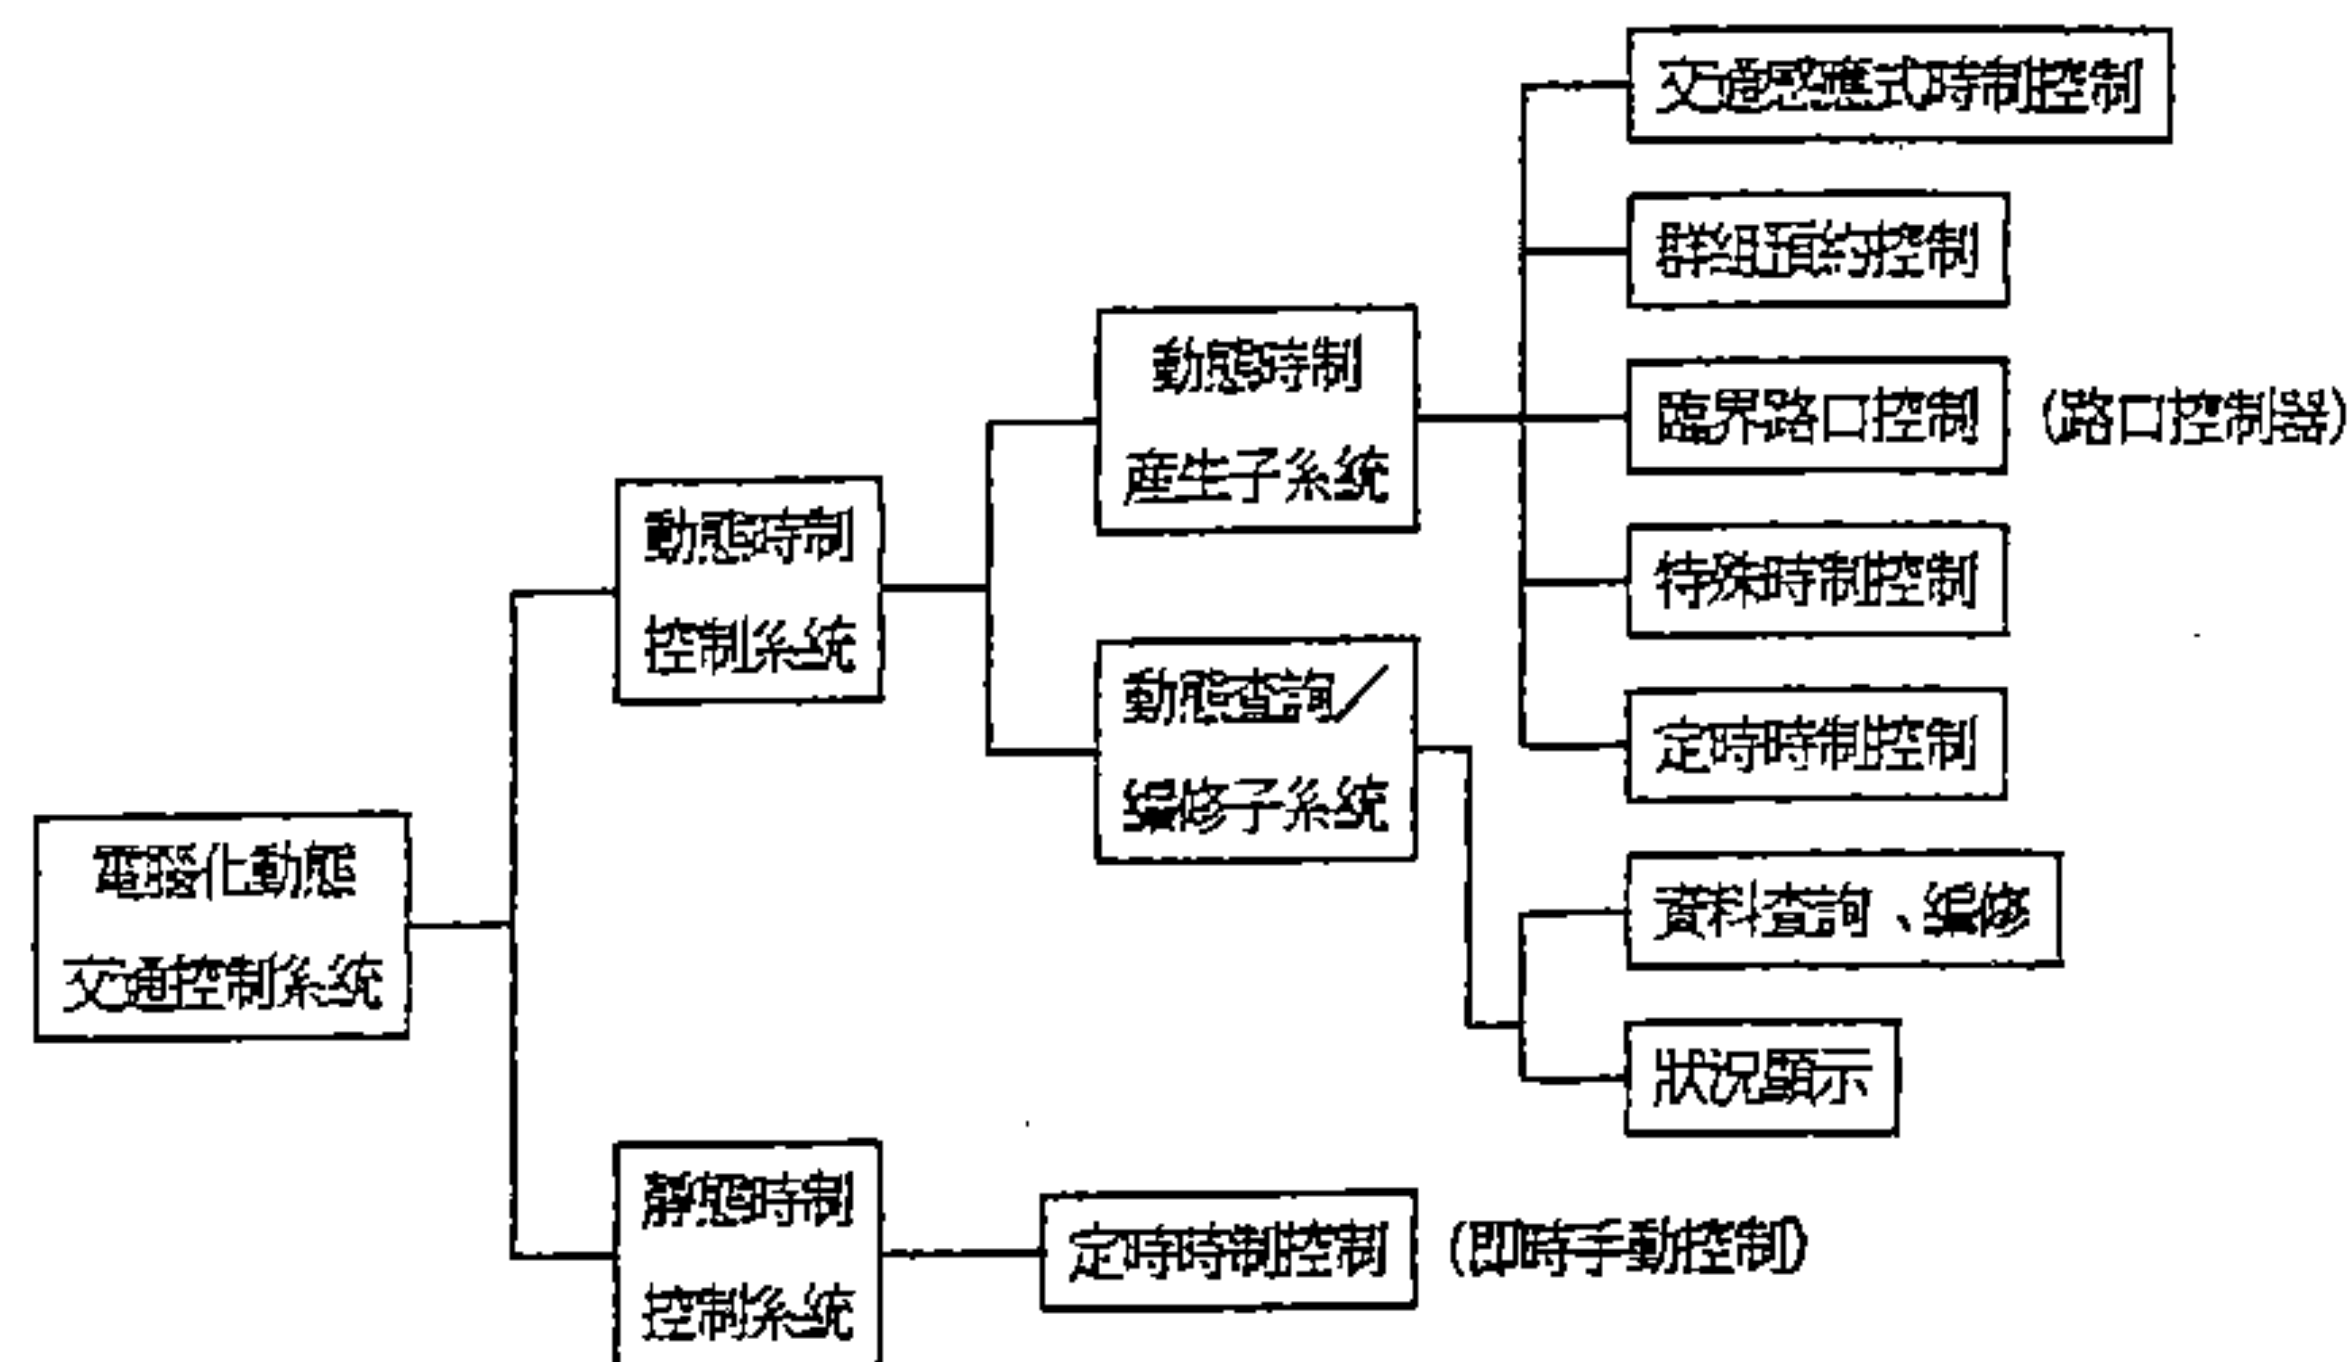 交通感應式時制控制
群組預約控制
動態時制
產生子系統
臨界路口控制 (路口控制器)
動態時制
控制系統
特殊時制控制
動態查詢／
編修子系統
定時時制控制
電腦化動態
交通控制系統
資料查詢、編修
狀況顯示
靜態時制
控制系統
定時時制控制 (即時手動控制)